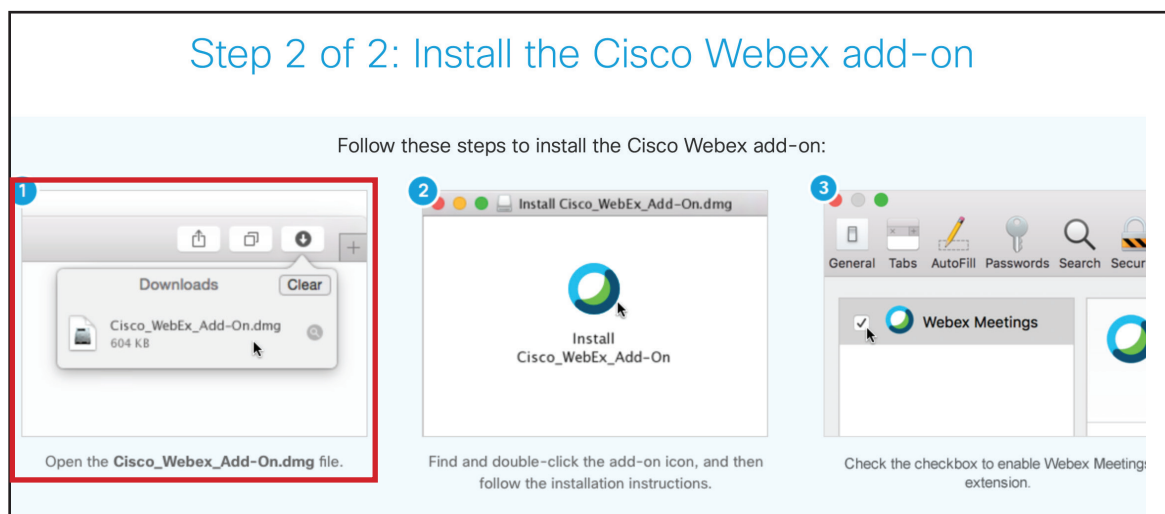 Step 2 of 2: Install the Cisco Webex add-on
Follow these steps to install the Cisco Webex add-on:
1
Downloads
Clear
Cisco_WebEx_Add-On.dmg
604 KB
Open the Cisco_Webex_Add-On.dmg file.
2
Install Cisco_WebEx_Add-On.dmg
Install
Cisco_WebEx_Add-On
Find and double-click the add-on icon, and then
follow the installation instructions.
3
General Tabs AutoFill Passwords Search Secur
Webex Meetings
Check the checkbox to enable Webex Meetings
extension.